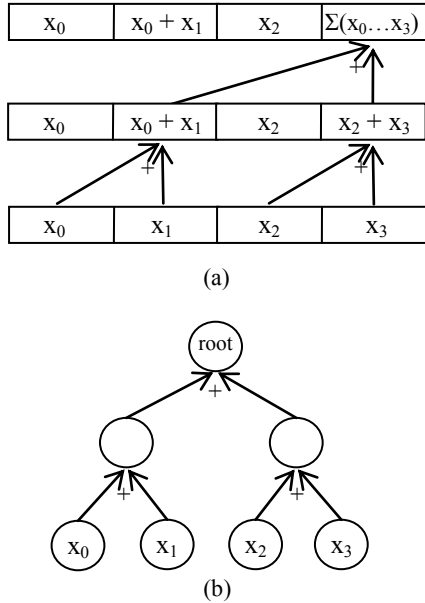 x₀ x₀ + x₁ x₂ Σ(x₀…x₃)
+
x₀ x₀ + x₁ x₂ x₂ + x₃
+ +
x₀ x₁ x₂ x₃
(a)
root
+
+ +
x₀ x₁ x₂ x₃
(b)